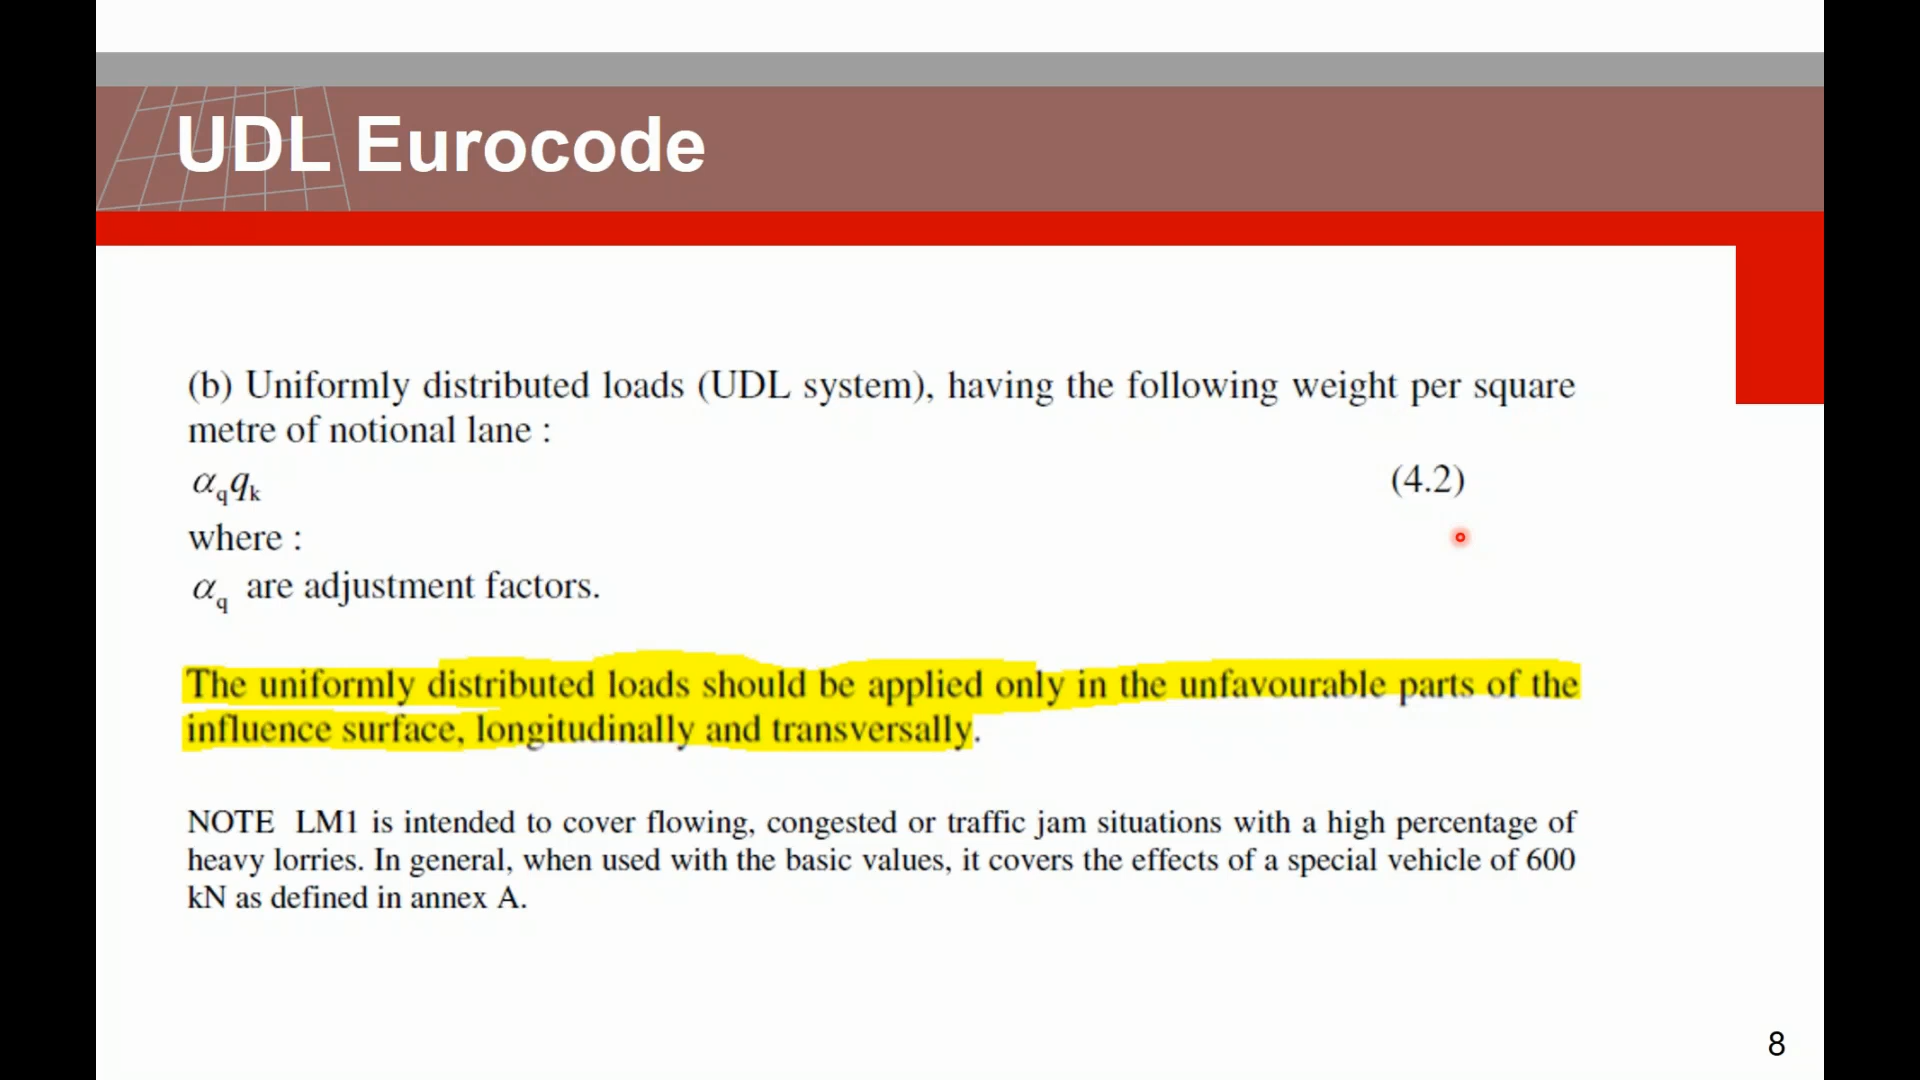 UDL Eurocode
(b) Uniformly distributed loads (UDL system), having the following weight per square
metre of notional lane :
αqqk (4.2)
where :
αq are adjustment factors.
The uniformly distributed loads should be applied only in the unfavourable parts of the
influence surface, longitudinally and transversally.
NOTE LM1 is intended to cover flowing, congested or traffic jam situations with a high percentage of
heavy lorries. In general, when used with the basic values, it covers the effects of a special vehicle of 600
kN as defined in annex A.
8